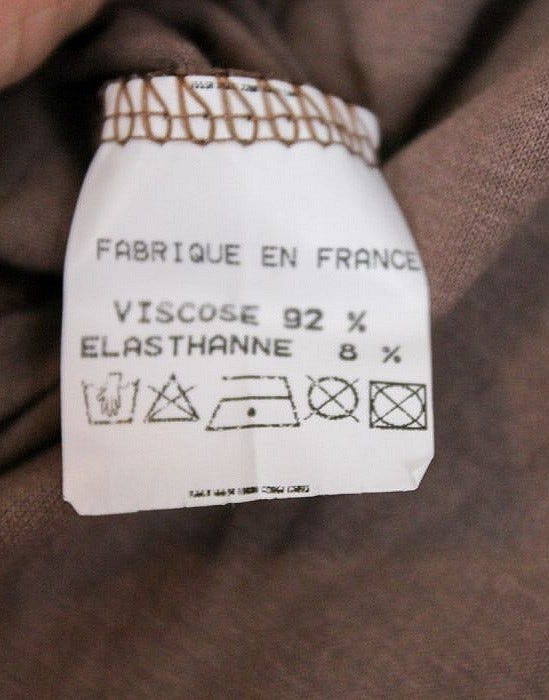 FABRIQUE EN FRANCE
VISCOSE 92 %
ELASTHANNE 8 %